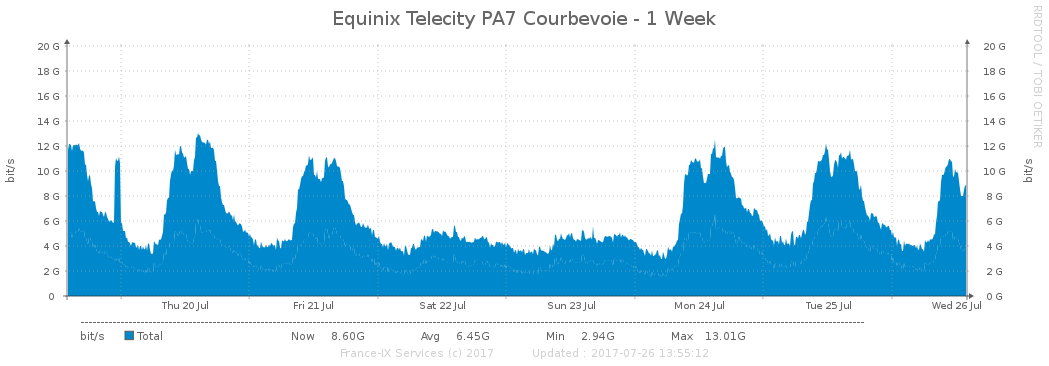 Equinix Telecity PA7 Courbevoie - 1 Week
RRDTOOL / TOBI OETIKER
20 G 20 G
18 G 18 G
16 G 16 G
14 G 14 G
12 G 12 G
10 G 10 G
8 G 8 G
6 G 6 G
4 G 4 G
2 G 2 G
0 0 G
bit/s bit/s
Thu 20 Jul Fri 21 Jul Sat 22 Jul Sun 23 Jul Mon 24 Jul Tue 25 Jul Wed 26 Jul
bit/s Total Now 8.60G Avg 6.45G Min 2.94G Max 13.01G
France-IX Services (c) 2017 Updated : 2017-07-26 13:55:12